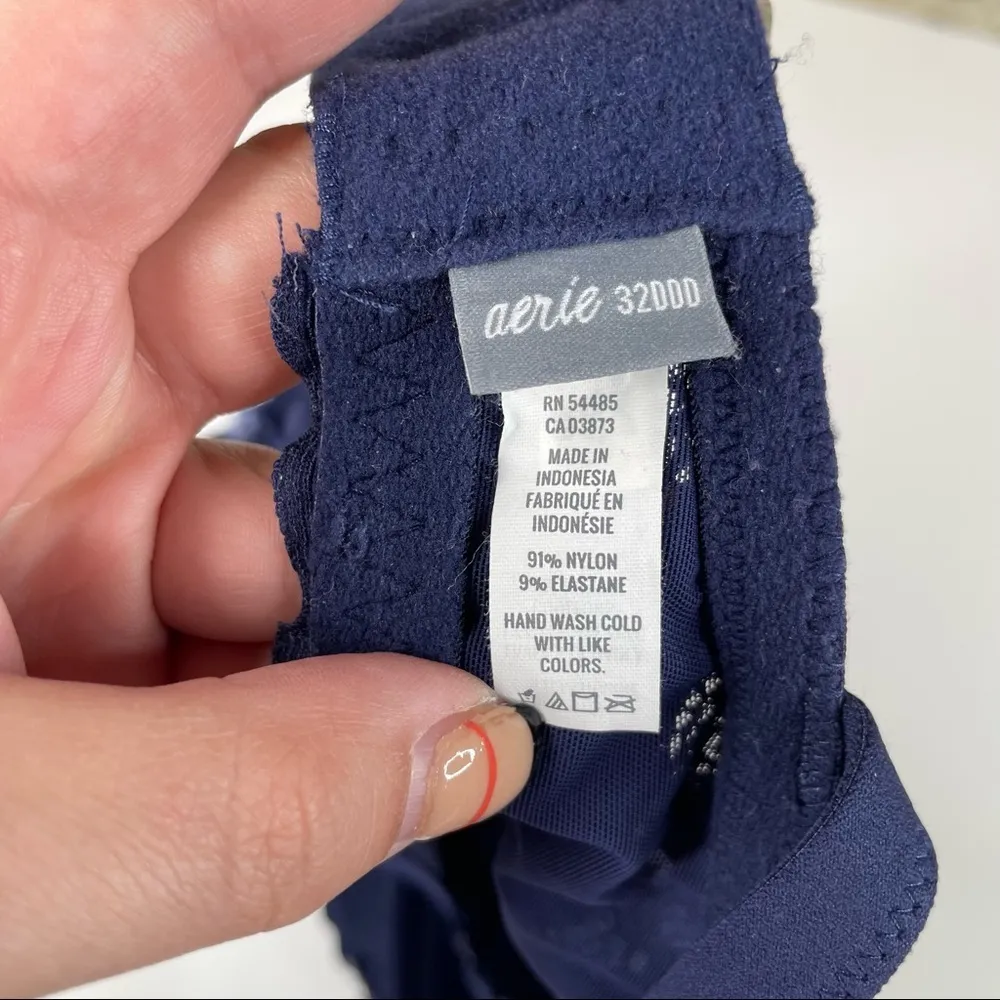 aerie 32DDD
RN 54485
CA 03873
MADE IN
INDONESIA
FABRIQUÉ EN
INDONÉSIE
91% NYLON
9% ELASTANE
HAND WASH COLD
WITH LIKE
COLORS.